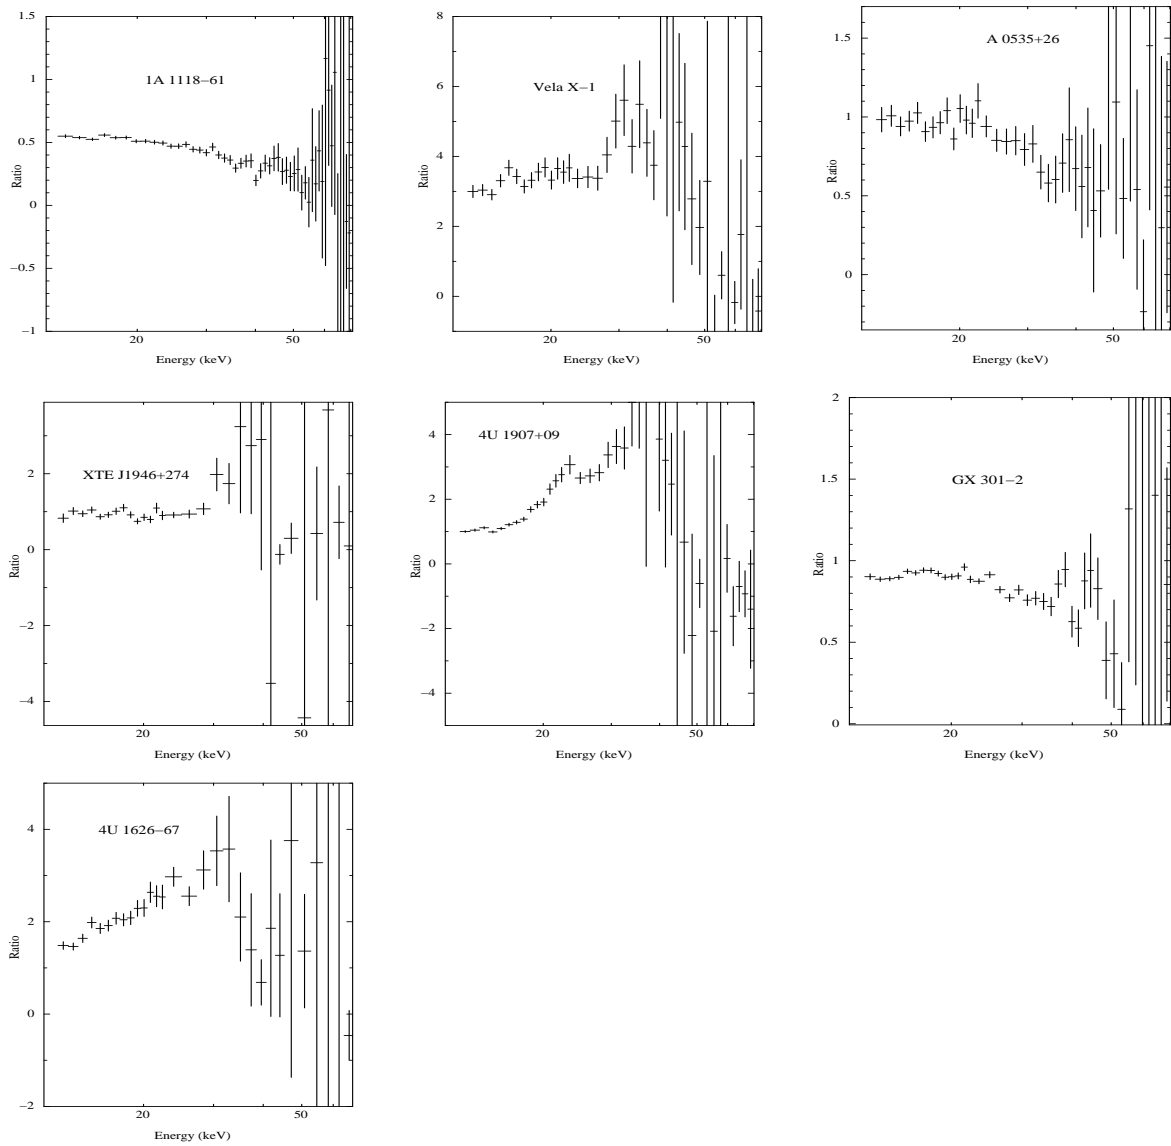 1.5
1
0.5
0
−0.5
−1
Ratio
1A 1118−61
20
50
Energy (keV)
8
6
4
2
0
Ratio
Vela X−1
20
50
Energy (keV)
1.5
1
0.5
0
Ratio
A 0535+26
20
50
Energy (keV)
2
0
−2
−4
Ratio
XTE J1946+274
20
50
Energy (keV)
4
2
0
−2
−4
Ratio
4U 1907+09
20
50
Energy (keV)
2
1.5
1
0.5
0
Ratio
GX 301−2
20
50
Energy (keV)
4
2
0
−2
Ratio
4U 1626−67
20
50
Energy (keV)